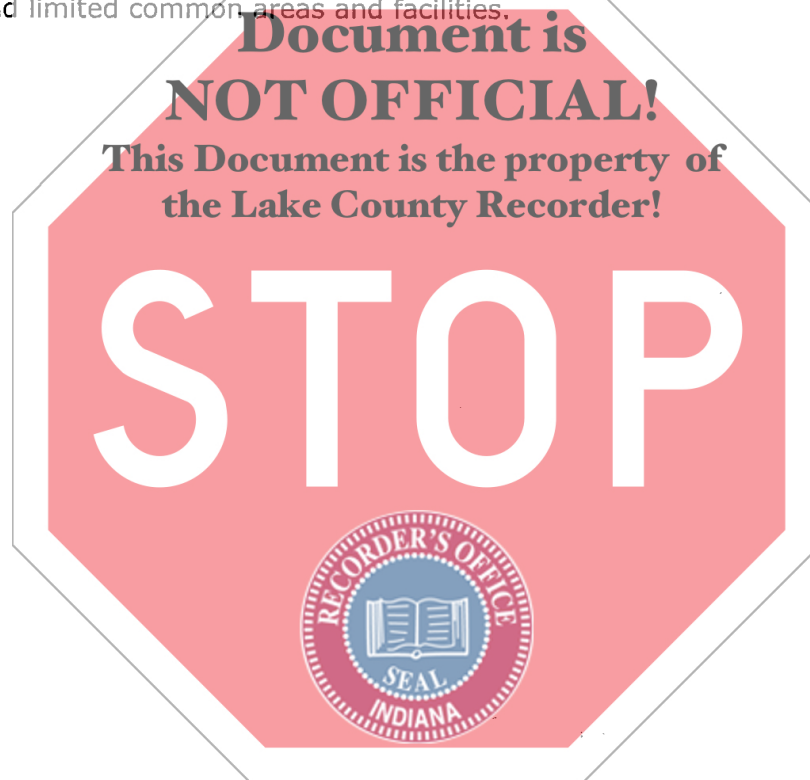 limited common areas and facilities.
Document is
NOT OFFICIAL!
This Document is the property of
the Lake County Recorder!
STOP
RECORDER'S OFFICE
SEAL
INDIANA